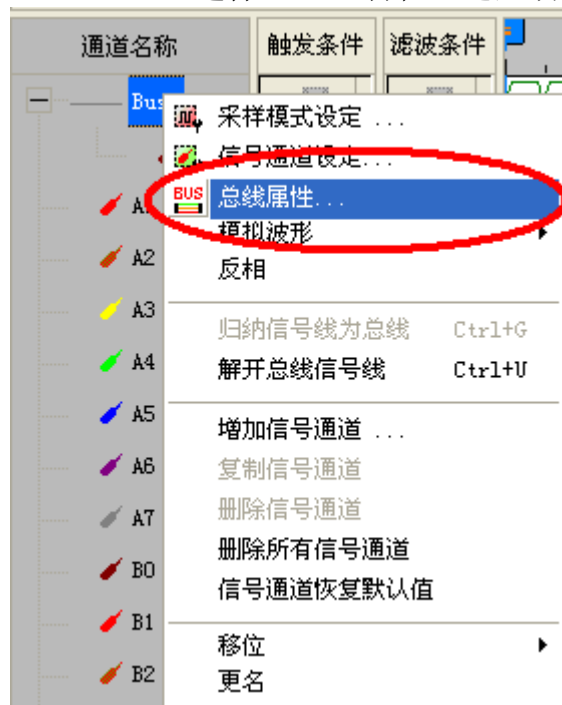 通道名称 触发条件 滤波条件
Bus
采样模式设定 ...
信号通道设定...
BUS 总线属性...
A1
模拟波形
A2
反相
A3
归纳信号线为总线 Ctrl+G
A4
解开总线信号线 Ctrl+U
A5
增加信号通道 ...
A6
复制信号通道
A7
删除信号通道
B0
删除所有信号通道
信号通道恢复默认值
B1
移位
B2
更名